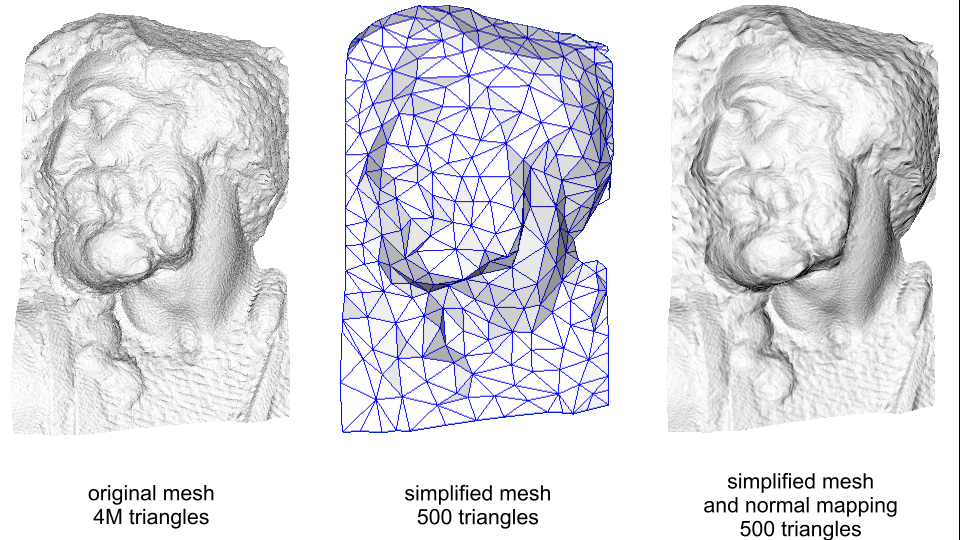 original mesh
4M triangles
simplified mesh
500 triangles
simplified mesh
and normal mapping
500 triangles